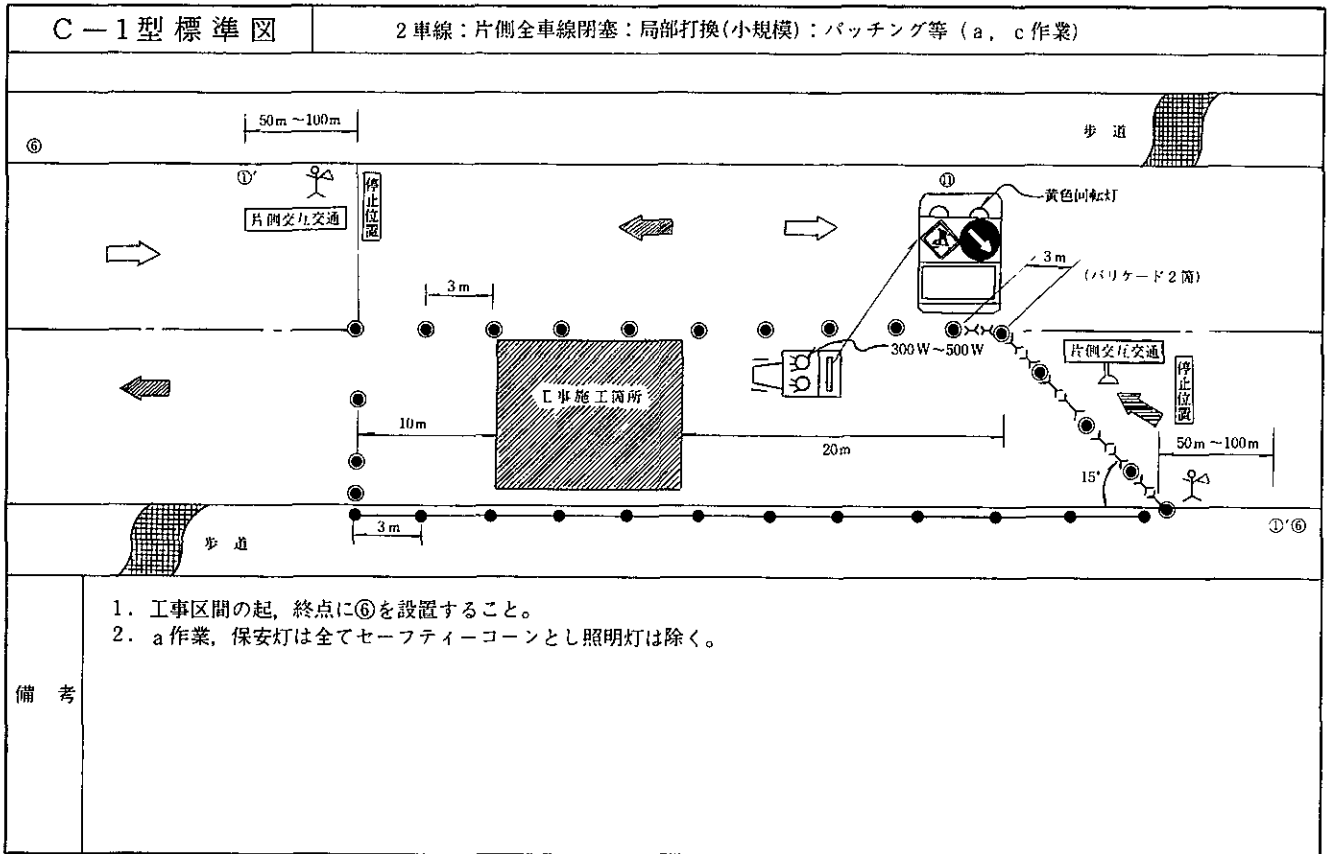 C－1型標準図
2車線：片側全車線閉塞：局部打換(小規模)：パッチング等（a，c作業）
50m～100m
歩道
⑥
①′
停止位置
片側交互交通
⑪
黄色回転灯
3m
(バリケード2箇)
3m
300W～500W
片側交互交通
停止位置
工事施工箇所
10m
20m
50m～100m
15°
3m
歩道
①′⑥
備考
1．工事区間の起，終点に⑥を設置すること。
2．a作業，保安灯は全てセーフティーコーンとし照明灯は除く。